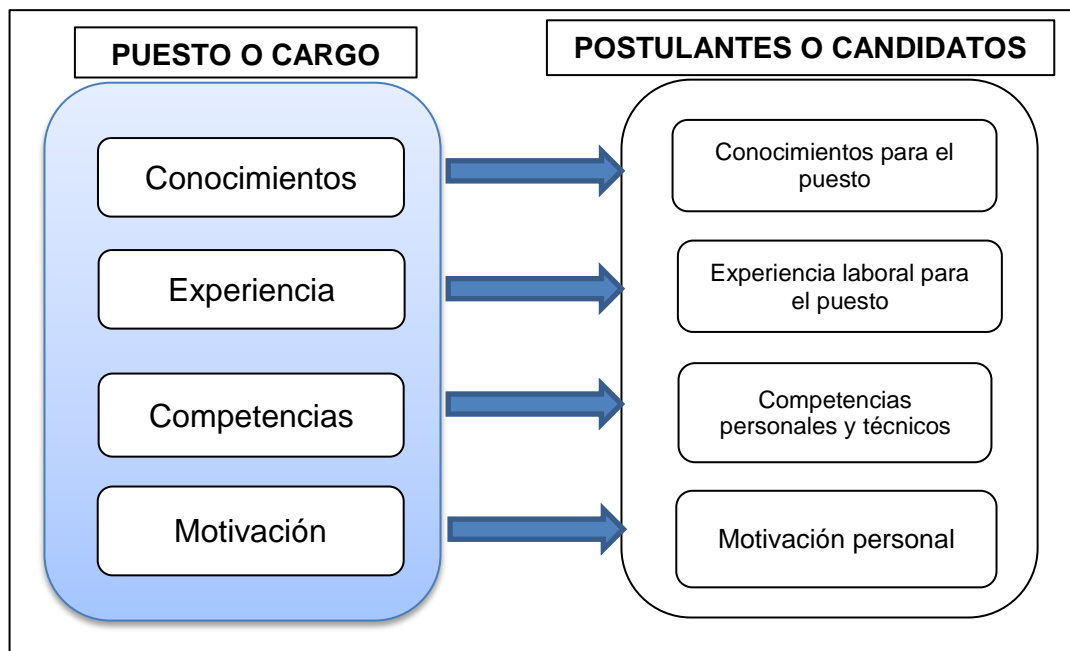 PUESTO O CARGO
POSTULANTES O CANDIDATOS
Conocimientos
Conocimientos para el
puesto
Experiencia
Experiencia laboral para
el puesto
Competencias
Competencias
personales y técnicos
Motivación
Motivación personal